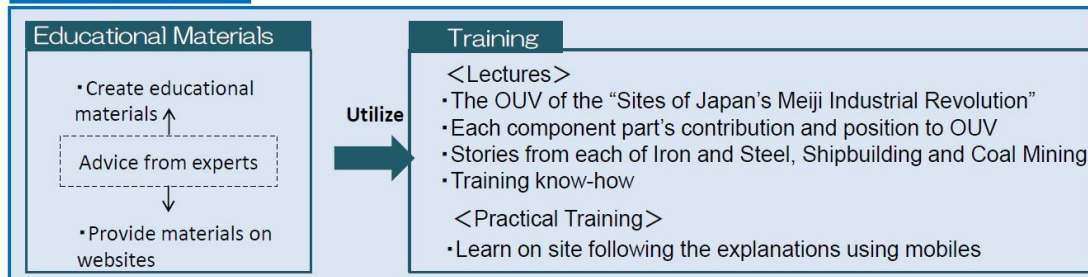 Educational Materials
・Create educational
materials
Advice from experts
・Provide materials on
websites
Utilize
Training
＜Lectures＞
・The OUV of the “Sites of Japan’s Meiji Industrial Revolution”
・Each component part’s contribution and position to OUV
・Stories from each of Iron and Steel, Shipbuilding and Coal Mining
・Training know-how
＜Practical Training＞
・Learn on site following the explanations using mobiles